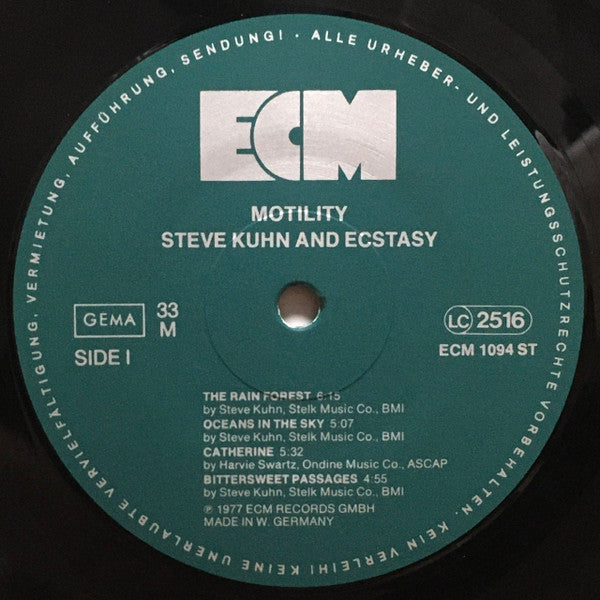 ALLE URHEBER- UND LEISTUNGSSCHUTZRECHTE VORBEHALTEN. KEIN VERLEIH! KEINE UNERLAUBTE VERVIELFÄLTIGUNG, VERMIETUNG, AUFFÜHRUNG, SENDUNG! ·
ECM
MOTILITY
STEVE KUHN AND ECSTASY
GEMA
33
M
SIDE I
LC 2516
ECM 1094 ST
THE RAIN FOREST 6:15
by Steve Kuhn, Stelk Music Co., BMI
OCEANS IN THE SKY 5:07
by Steve Kuhn, Stelk Music Co., BMI
CATHERINE 5:32
by Harvie Swartz, Ondine Music Co., ASCAP
BITTERSWEET PASSAGES 4:55
by Steve Kuhn, Stelk Music Co., BMI
℗ 1977 ECM RECORDS GMBH
MADE IN W. GERMANY